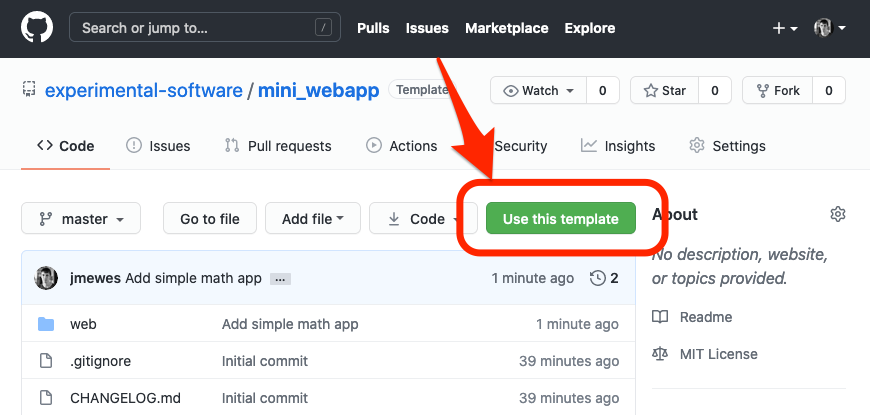 Search or jump to... / Pulls Issues Marketplace Explore
experimental-software / mini_webapp Template Watch 0 Star 0 Fork 0
Code Issues Pull requests Actions Security Insights Settings
master Go to file Add file Code Use this template About
No description, website,
or topics provided.
jmewes Add simple math app ... 1 minute ago 2
web Add simple math app 1 minute ago
Readme
.gitignore Initial commit 39 minutes ago
MIT License
CHANGELOG.md Initial commit 39 minutes ago